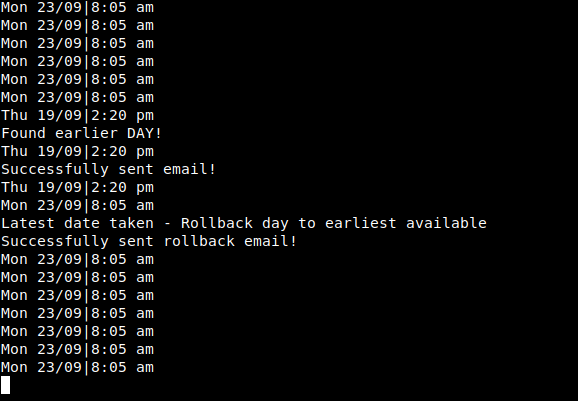 Mon 23/09|8:05 am
Mon 23/09|8:05 am
Mon 23/09|8:05 am
Mon 23/09|8:05 am
Mon 23/09|8:05 am
Mon 23/09|8:05 am
Thu 19/09|2:20 pm
Found earlier DAY!
Thu 19/09|2:20 pm
Successfully sent email!
Thu 19/09|2:20 pm
Mon 23/09|8:05 am
Latest date taken - Rollback day to earliest available
Successfully sent rollback email!
Mon 23/09|8:05 am
Mon 23/09|8:05 am
Mon 23/09|8:05 am
Mon 23/09|8:05 am
Mon 23/09|8:05 am
Mon 23/09|8:05 am
Mon 23/09|8:05 am